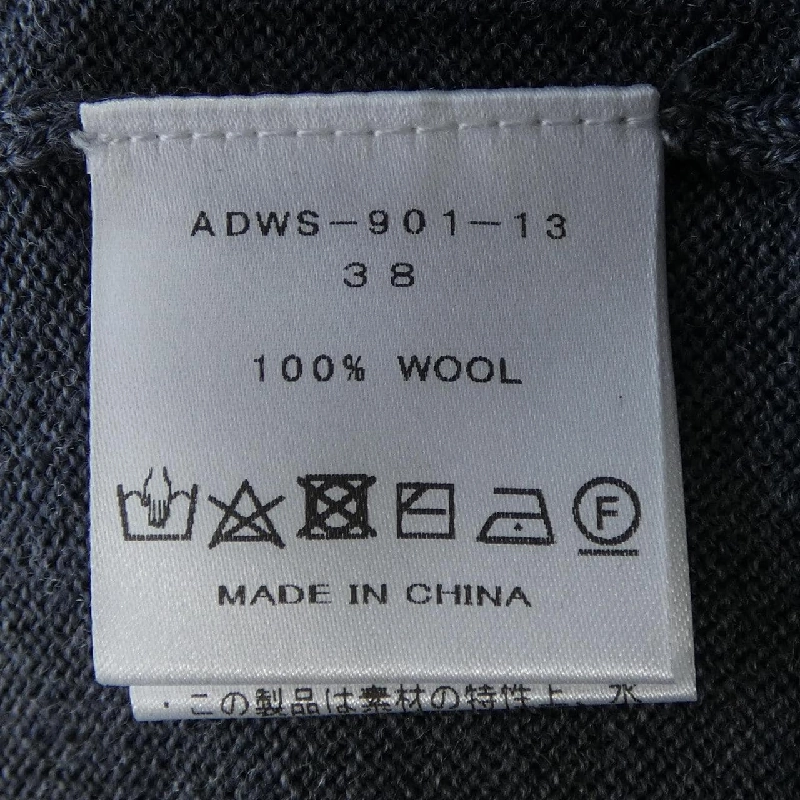 ADWS-901-13
38
100% WOOL
F
MADE IN CHINA
・この製品は素材の特性上、水